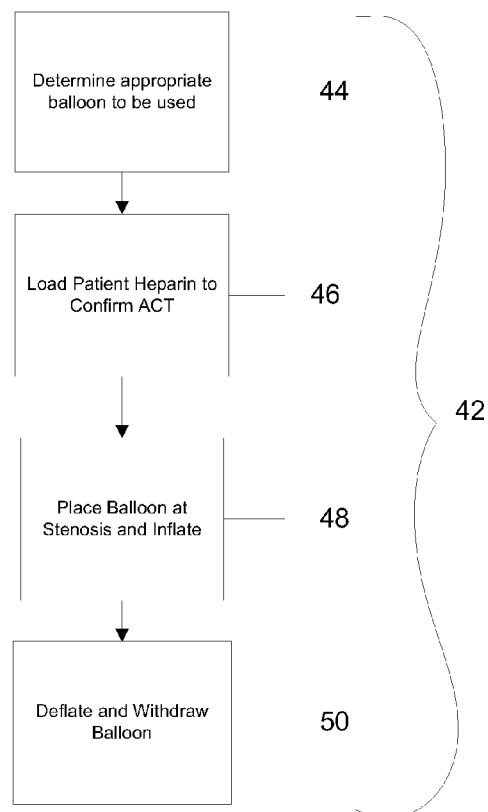 Determine appropriate
balloon to be used
44
Load Patient Heparin to
Confirm ACT
46
42
Place Balloon at
Stenosis and Inflate
48
Deflate and Withdraw
Balloon
50